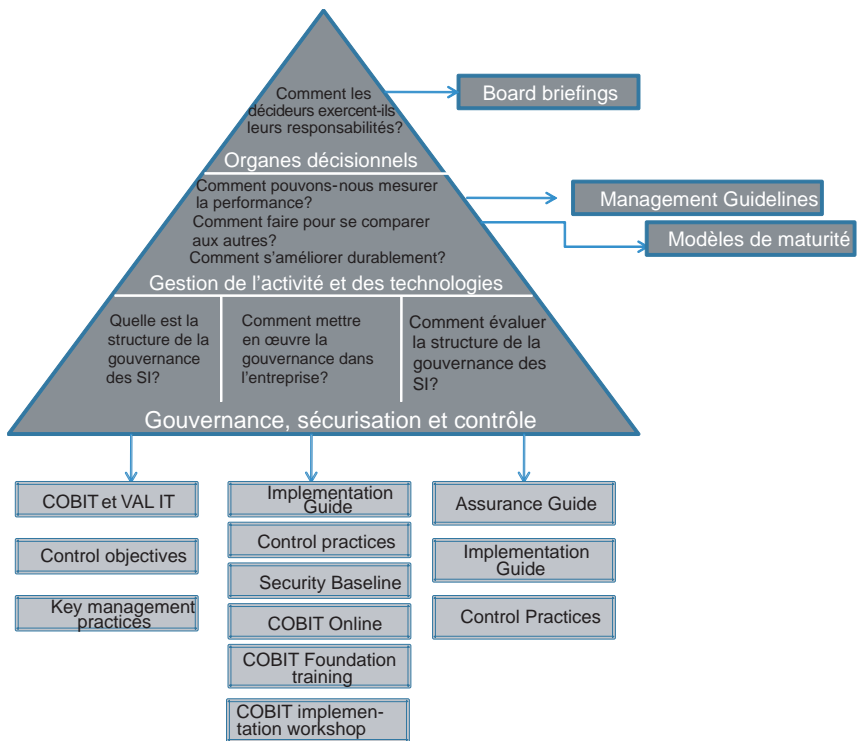 Comment les
décideurs exercent-ils
leurs responsabilités?
Board briefings
Organes décisionnels
Comment pouvons-nous mesurer
la performance?
Comment faire pour se comparer
aux autres?
Comment s'améliorer durablement?
Management Guidelines
Modèles de maturité
Gestion de l'activité et des technologies
Quelle est la
structure de la
gouvernance
des SI?
Comment mettre
en œuvre la
gouvernance dans
l'entreprise?
Comment évaluer
la structure de la
gouvernance des
SI?
Gouvernance, sécurisation et contrôle
COBIT et VAL IT
Control objectives
Key management
practices
Implementation
Guide
Control practices
Security Baseline
COBIT Online
COBIT Foundation
training
COBIT implemen-
tation workshop
Assurance Guide
Implementation
Guide
Control Practices